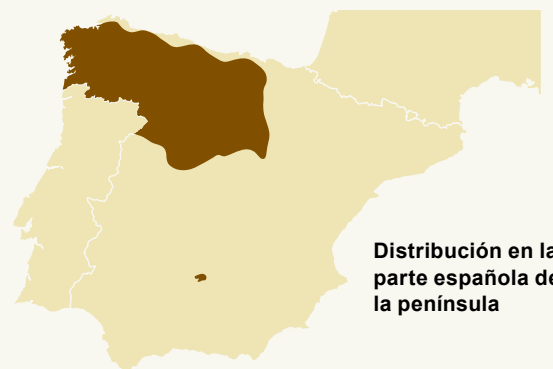 Distribución en la
parte española de
la península